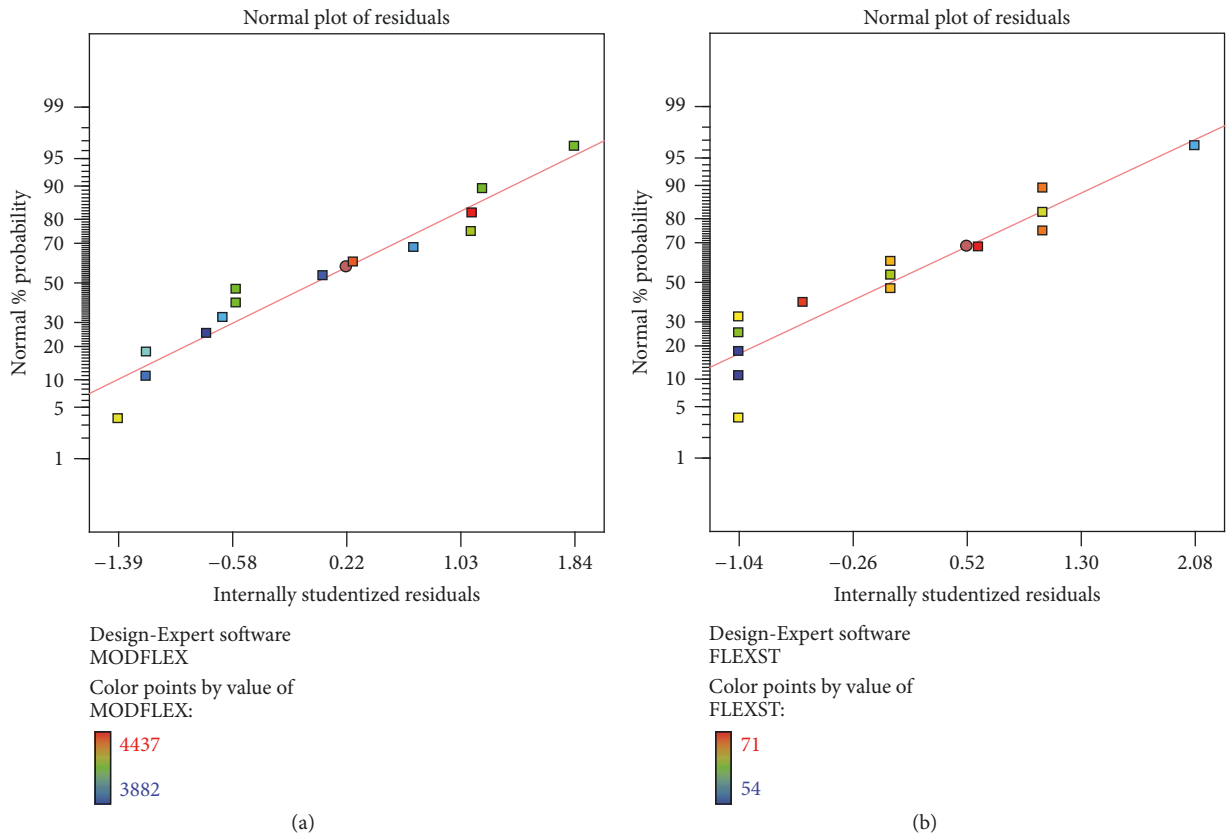 Normal plot of residuals
99
95
90
80
70
50
30
20
10
5
1
Normal % probability
−1.39 −0.58 0.22 1.03 1.84
Internally studentized residuals
Design-Expert software
MODFLEX
Color points by value of
MODFLEX:
4437
3882
(a)
Normal plot of residuals
99
95
90
80
70
50
30
20
10
5
1
Normal % probability
−1.04 −0.26 0.52 1.30 2.08
Internally studentized residuals
Design-Expert software
FLEXST
Color points by value of
FLEXST:
71
54
(b)